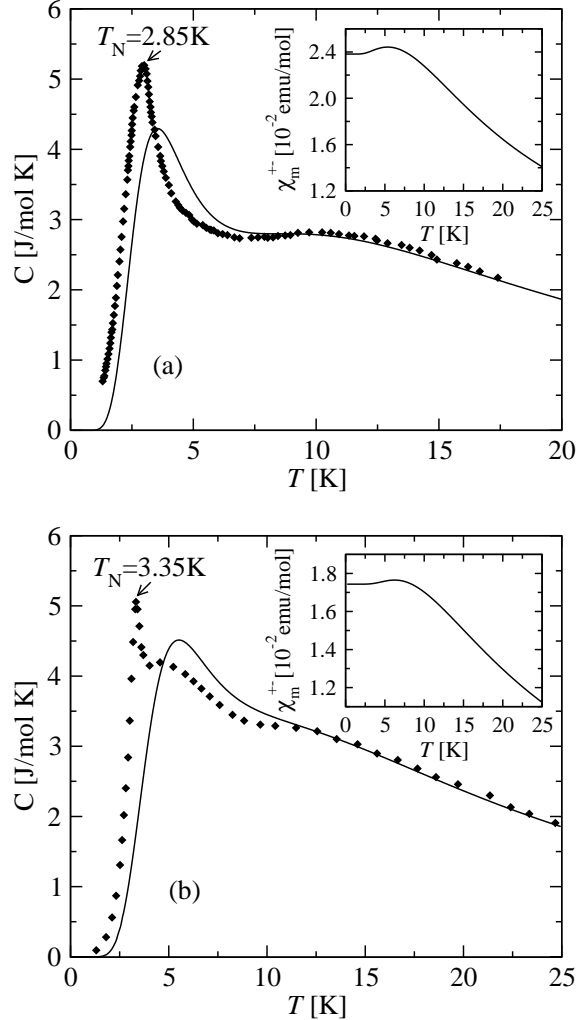 T_N=2.85K
χ_m^{+-} [10^{-2} emu/mol]
2.4
2.0
1.6
1.2
0 5 10 15 20 25
T [K]
C [J/mol K]
6
5
4
3
2
1
0
(a)
0 5 10 15 20
T [K]
T_N=3.35K
χ_m^{+-} [10^{-2} emu/mol]
1.8
1.6
1.4
1.2
0 5 10 15 20 25
T [K]
C [J/mol K]
6
5
4
3
2
1
0
(b)
0 5 10 15 20 25
T [K]